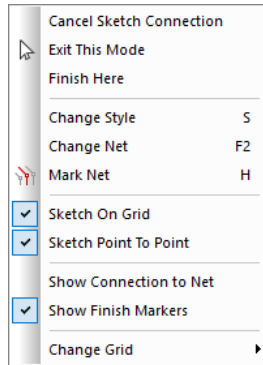 Cancel Sketch Connection
Exit This Mode
Finish Here
Change Style S
Change Net F2
Mark Net H
Sketch On Grid
Sketch Point To Point
Show Connection to Net
Show Finish Markers
Change Grid